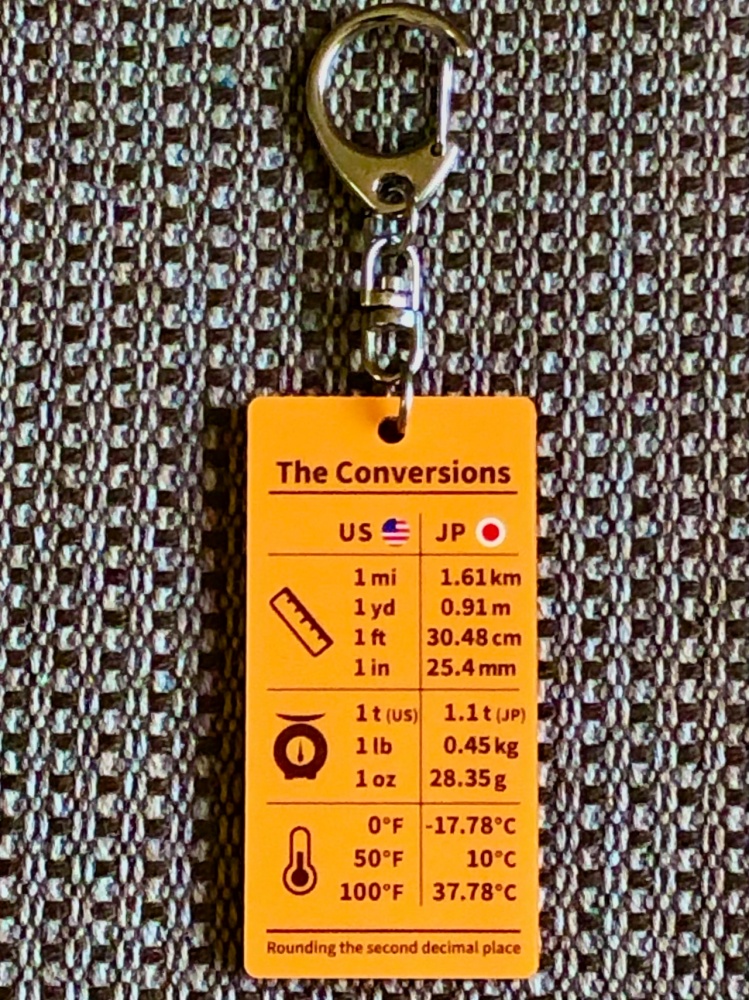 The Conversions
US JP
1 mi 1.61 km
1 yd 0.91 m
1 ft 30.48 cm
1 in 25.4 mm
1 t (US) 1.1 t (JP)
1 lb 0.45 kg
1 oz 28.35 g
0°F -17.78°C
50°F 10°C
100°F 37.78°C
Rounding the second decimal place